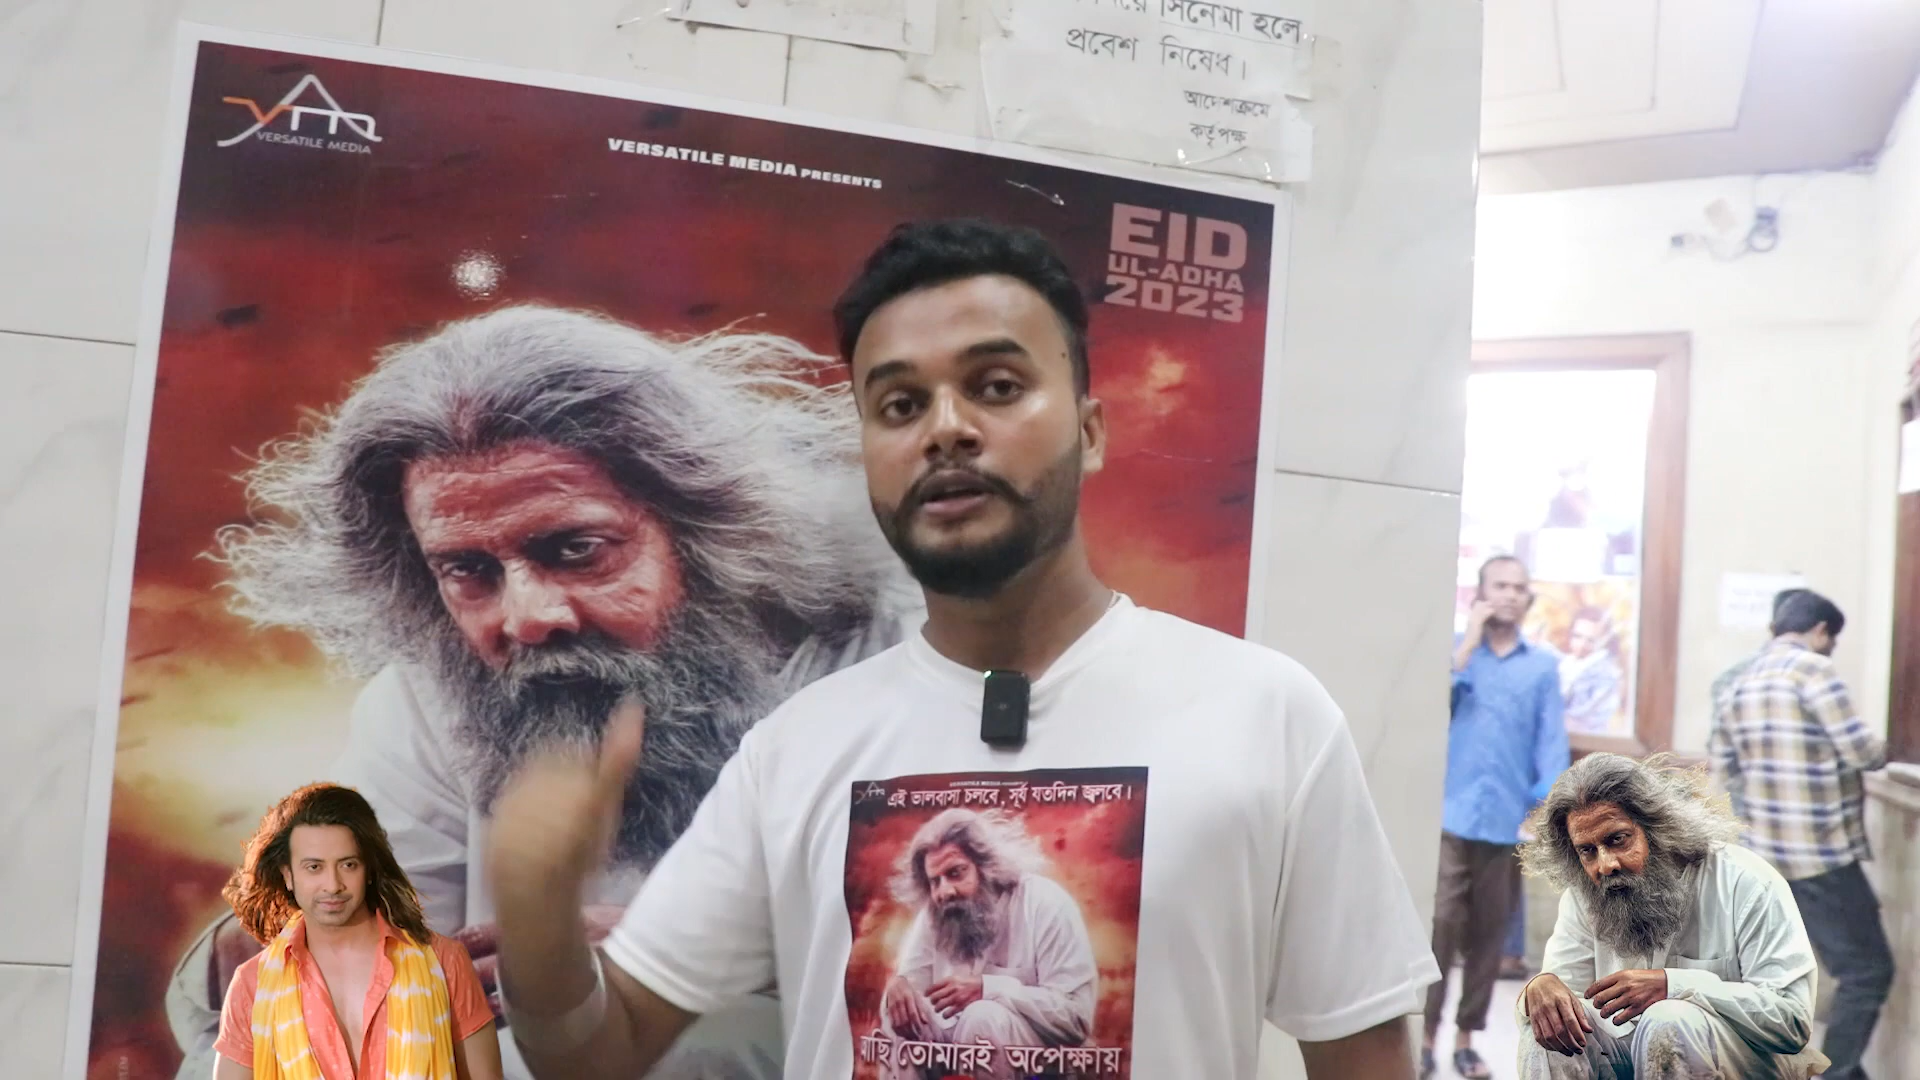 সিনেমা হলে
প্রবেশ নিষেধ।
আদেশক্রমে
কর্তৃপক্ষ
VM
VERSATILE MEDIA
VERSATILE MEDIA PRESENTS
EID
UL-ADHA
2023
এই ভালবাসা চলবে, সূর্য যতদিন জ্বলবে।
তোমারই অপেক্ষায়